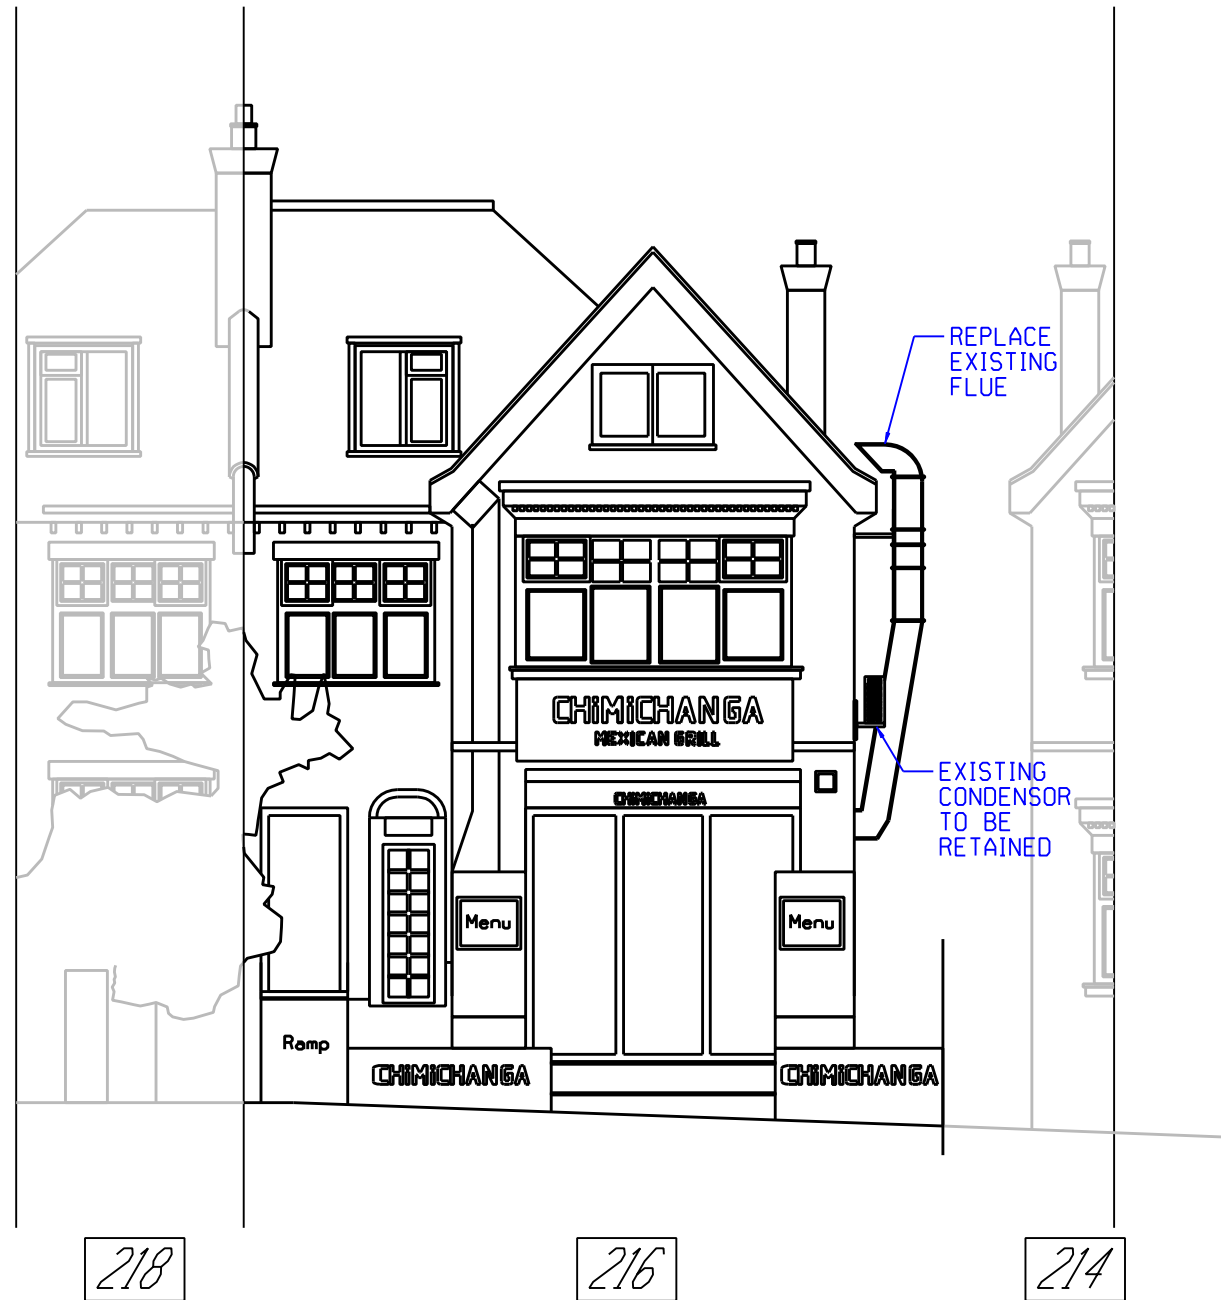 REPLACE
EXISTING
FLUE
CHiMiCHANGA
MEXICAN GRILL
EXISTING
CONDENSOR
TO BE
RETAINED
CHIMICHANGA
Menu
Menu
Ramp
CHiMiCHANGA
CHiMiCHANGA
218
216
214